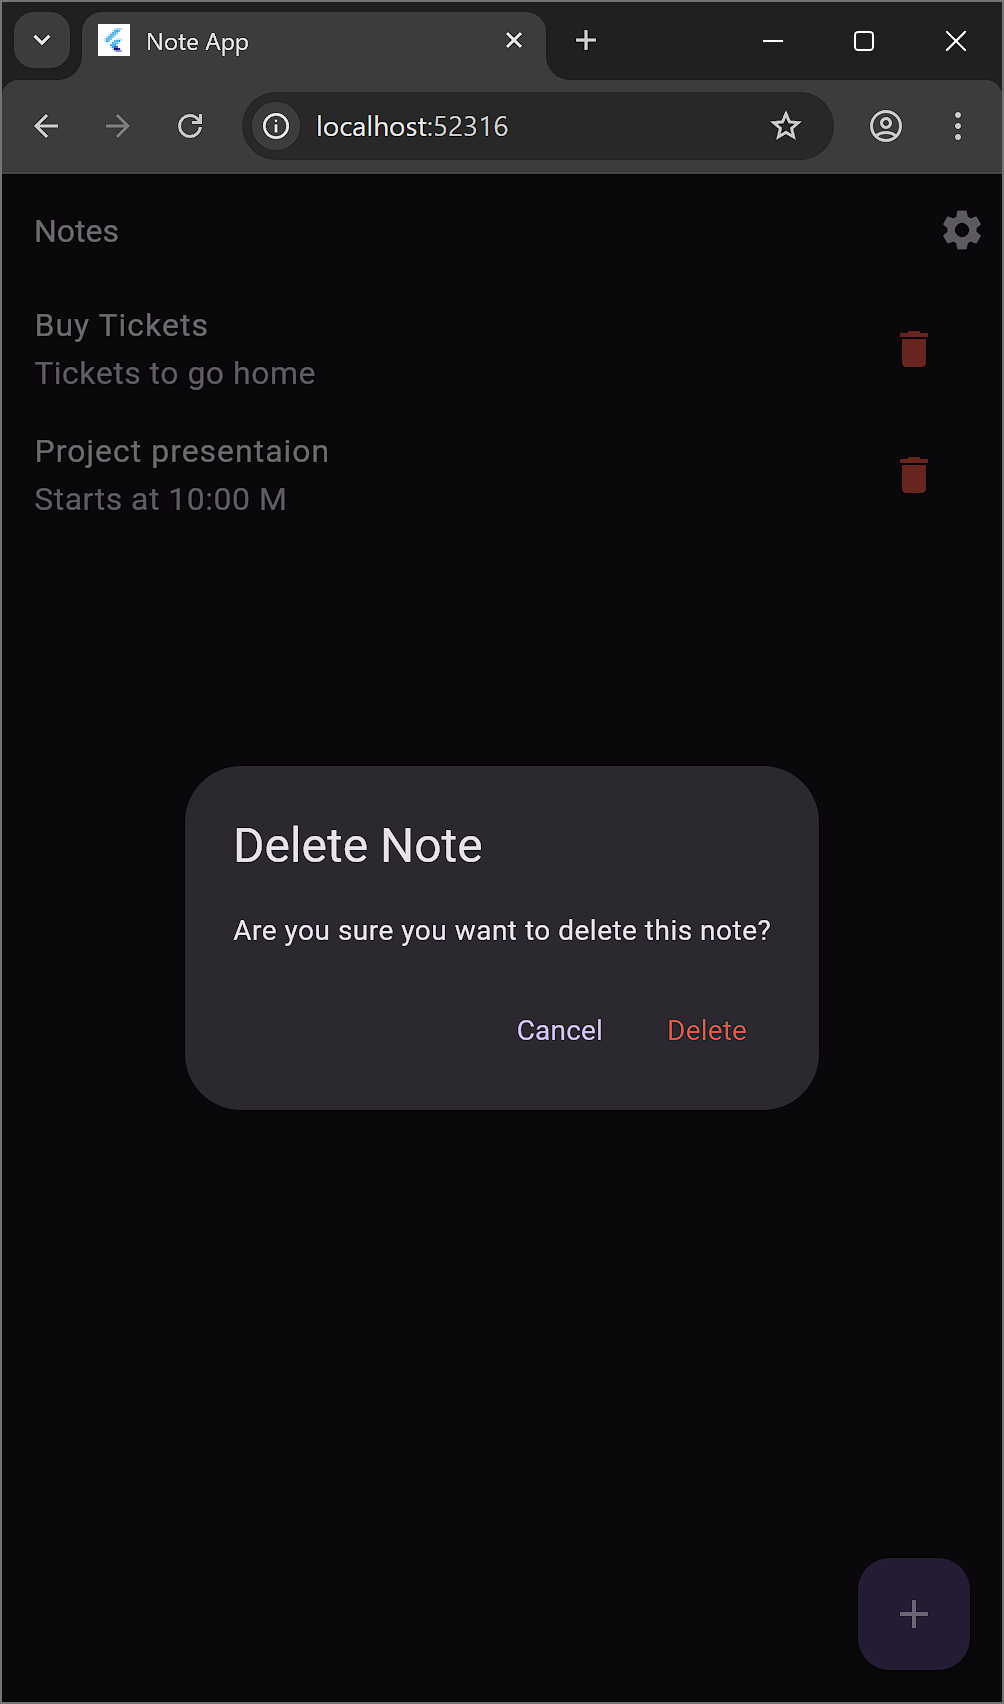 Note App
localhost:52316
Notes
Buy Tickets
Tickets to go home
Project presentaion
Starts at 10:00 M
Delete Note
Are you sure you want to delete this note?
Cancel Delete